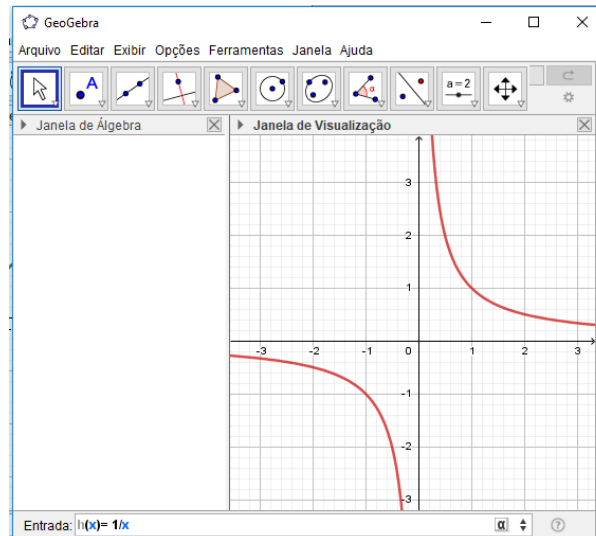 GeoGebra
Arquivo Editar Exibir Opções Ferramentas Janela Ajuda
A
α
a = 2
Janela de Álgebra
Janela de Visualização
3
2
1
-3 -2 -1 0 1 2 3
-1
-2
-3
Entrada: h(x)= 1/x
α